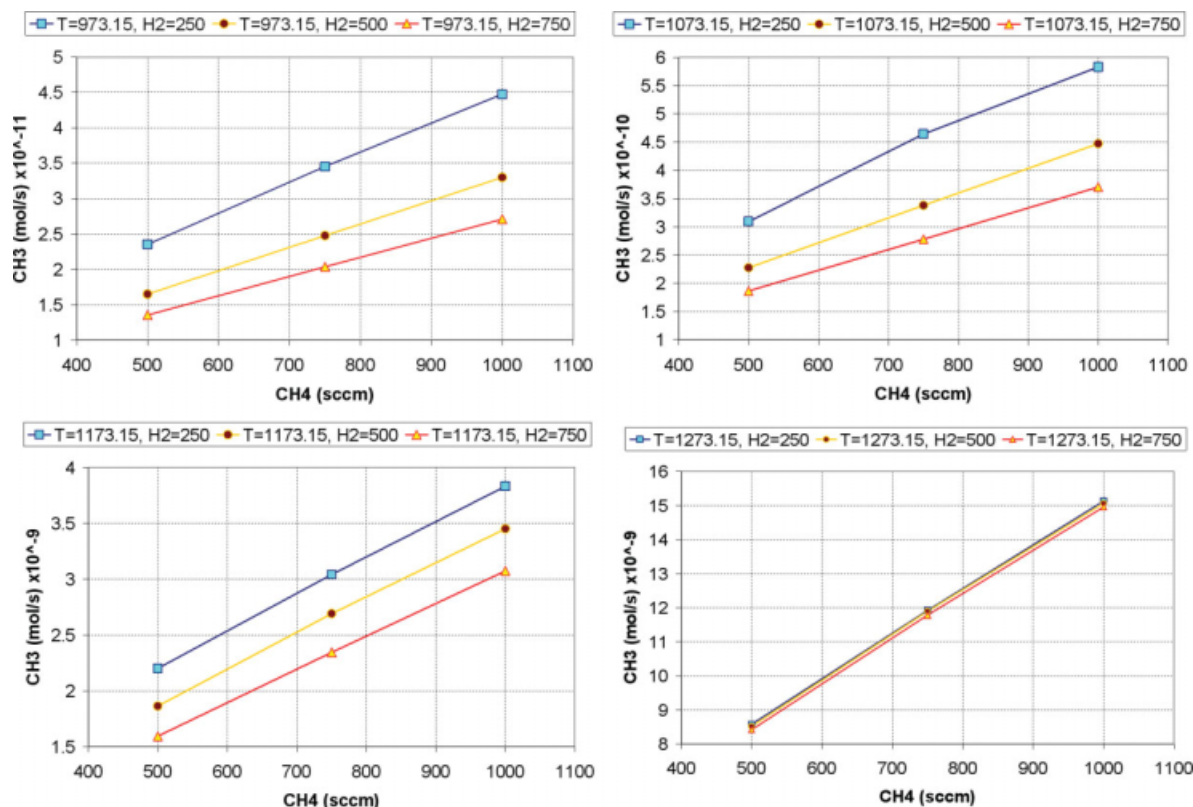 T=973.15, H2=250 T=973.15, H2=500 T=973.15, H2=750
5
4.5
4
3.5
3
2.5
2
1.5
1
CH3 (mol/s) x10^-11
400 500 600 700 800 900 1000 1100
CH4 (sccm)
T=1073.15, H2=250 T=1073.15, H2=500 T=1073.15, H2=750
6
5.5
5
4.5
4
3.5
3
2.5
2
1.5
1
CH3 (mol/s) x10^-10
400 500 600 700 800 900 1000 1100
CH4 (sccm)
T=1173.15, H2=250 T=1173.15, H2=500 T=1173.15, H2=750
4
3.5
3
2.5
2
1.5
CH3 (mol/s) x10^-9
400 500 600 700 800 900 1000 1100
CH4 (sccm)
T=1273.15, H2=250 T=1273.15, H2=500 T=1273.15, H2=750
16
15
14
13
12
11
10
9
8
CH3 (mol/s) x10^-9
400 500 600 700 800 900 1000 1100
CH4 (sccm)